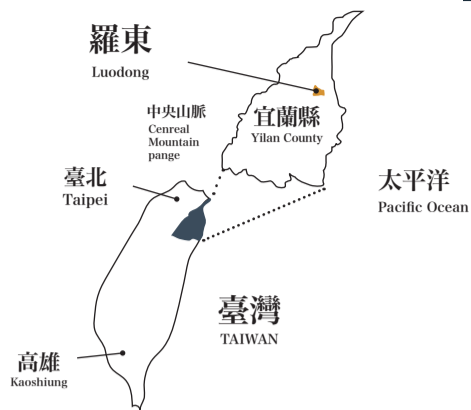 羅東
Luodong
中央山脈
Cenreal
Mountain
pange
宜蘭縣
Yilan County
臺北
Taipei
太平洋
Pacific Ocean
臺灣
TAIWAN
高雄
Kaoshiung